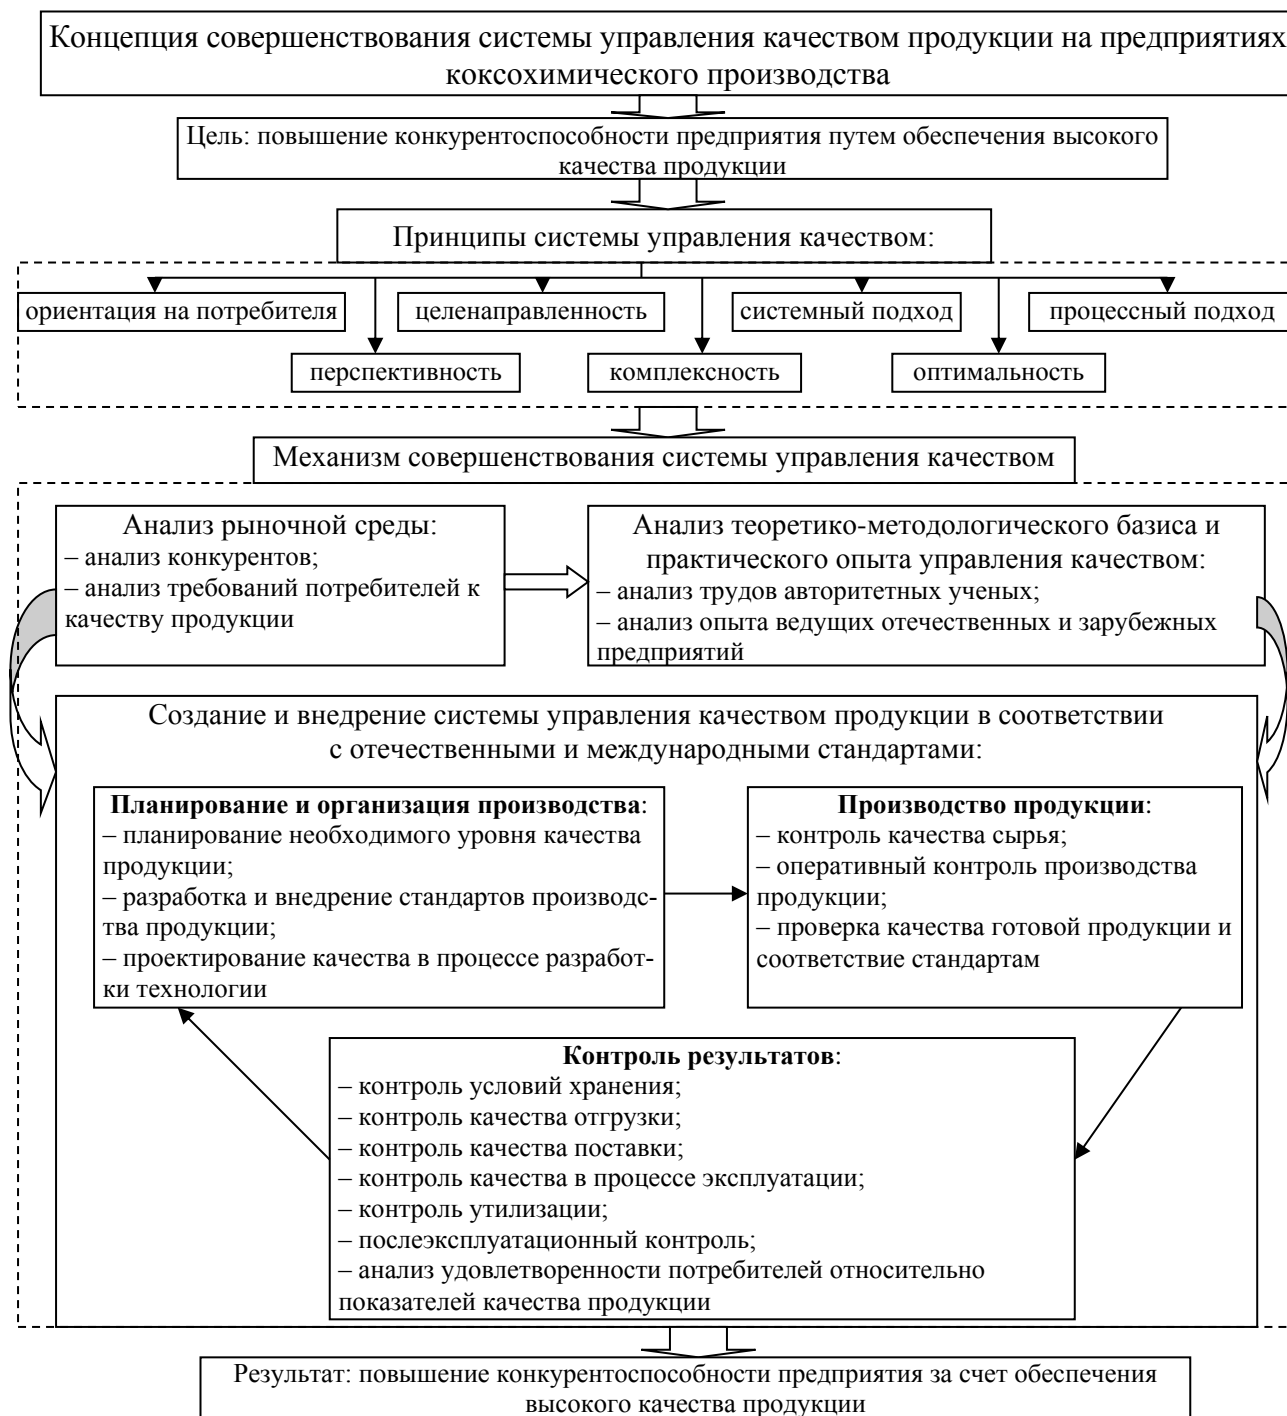 Концепция совершенствования системы управления качеством продукции на предприятиях
коксохимического производства
Цель: повышение конкурентоспособности предприятия путем обеспечения высокого
качества продукции
Принципы системы управления качеством:
ориентация на потребителя
целенаправленность
системный подход
процессный подход
перспективность
комплексность
оптимальность
Механизм совершенствования системы управления качеством
Анализ рыночной среды:
– анализ конкурентов;
– анализ требований потребителей к
качеству продукции
Анализ теоретико-методологического базиса и
практического опыта управления качеством:
– анализ трудов авторитетных ученых;
– анализ опыта ведущих отечественных и зарубежных
предприятий
Создание и внедрение системы управления качеством продукции в соответствии
с отечественными и международными стандартами:
Планирование и организация производства:
– планирование необходимого уровня качества
продукции;
– разработка и внедрение стандартов производс-
тва продукции;
– проектирование качества в процессе разработ-
ки технологии
Производство продукции:
– контроль качества сырья;
– оперативный контроль производства
продукции;
– проверка качества готовой продукции и
соответствие стандартам
Контроль результатов:
– контроль условий хранения;
– контроль качества отгрузки;
– контроль качества поставки;
– контроль качества в процессе эксплуатации;
– контроль утилизации;
– послеэксплуатационный контроль;
– анализ удовлетворенности потребителей относительно
показателей качества продукции
Результат: повышение конкурентоспособности предприятия за счет обеспечения
высокого качества продукции